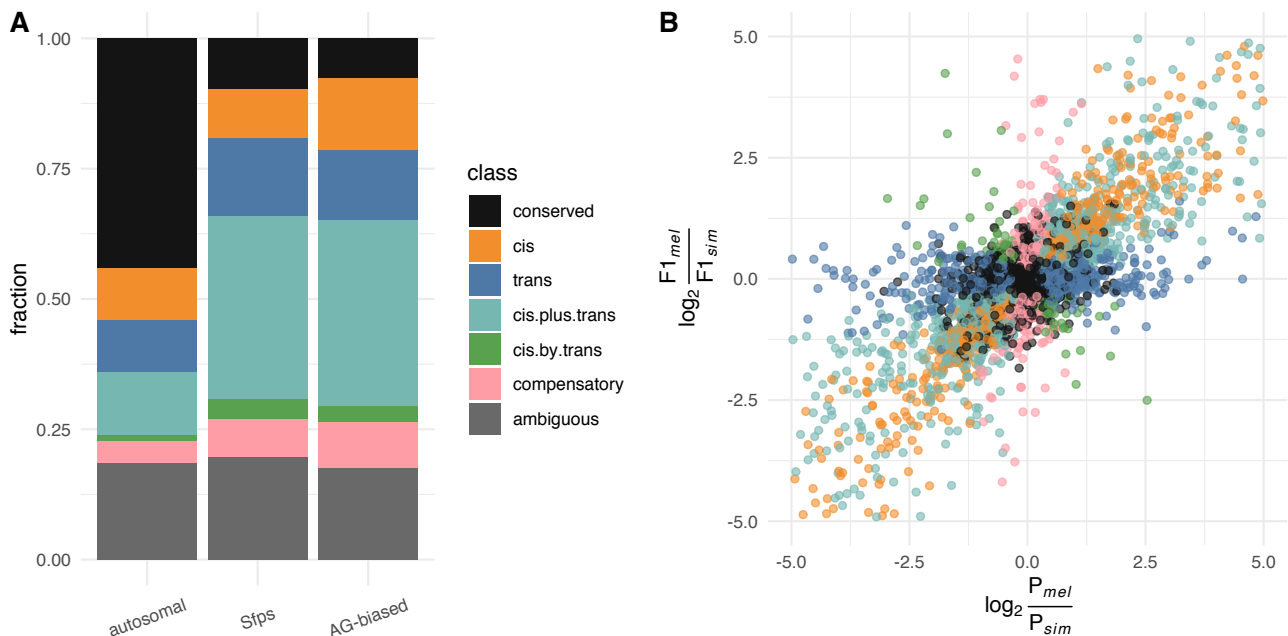 A
1.00
0.75
0.50
0.25
0.00
fraction
autosomal
Sfps
AG-biased
class
conserved
cis
trans
cis.plus.trans
cis.by.trans
compensatory
ambiguous
B
5.0
2.5
0.0
-2.5
-5.0
log2 F1mel
F1sim
-5.0 -2.5 0.0 2.5 5.0
log2 Pmel
Psim